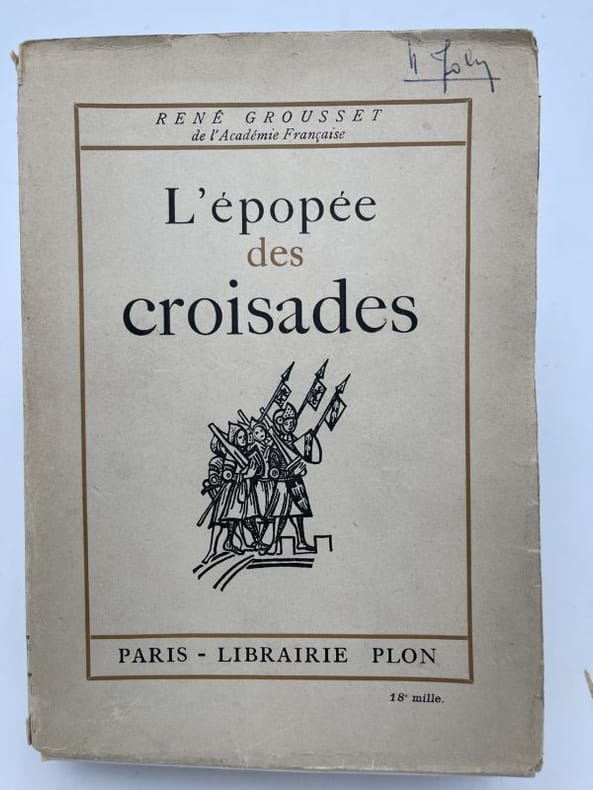 RENÉ GROUSSET
de l'Académie Française
L'épopée
des
croisades
PARIS - LIBRAIRIE PLON
18e mille.